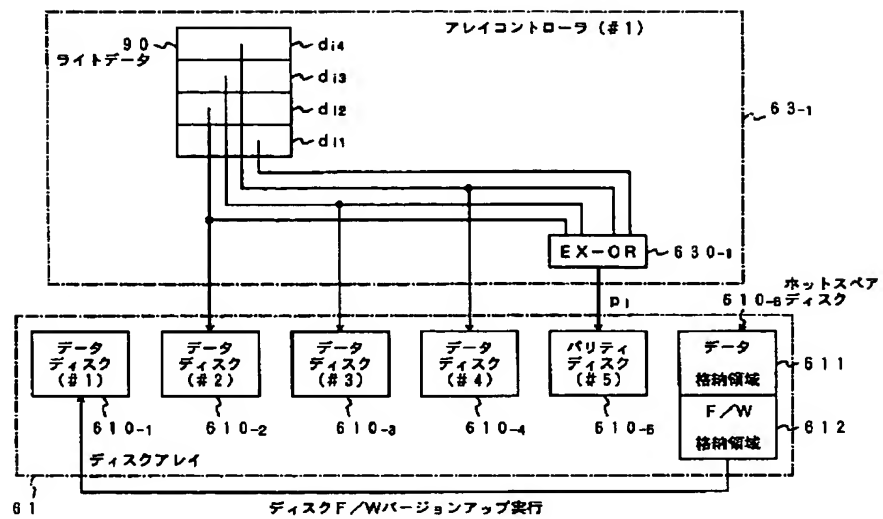 アレイコントローラ(#1)
90
ライトデータ
di4
di3
di2
di1
63-1
EX-OR
630-1
Pi
610-6
ホットスペア
ディスク
データ
ディスク
(#1)
データ
ディスク
(#2)
データ
ディスク
(#3)
データ
ディスク
(#4)
パリティ
ディスク
(#5)
データ
格納領域
F/W
格納領域
611
612
610-1
610-2
610-3
610-4
610-5
ディスクアレイ
61
ディスクF/Wバージョンアップ実行